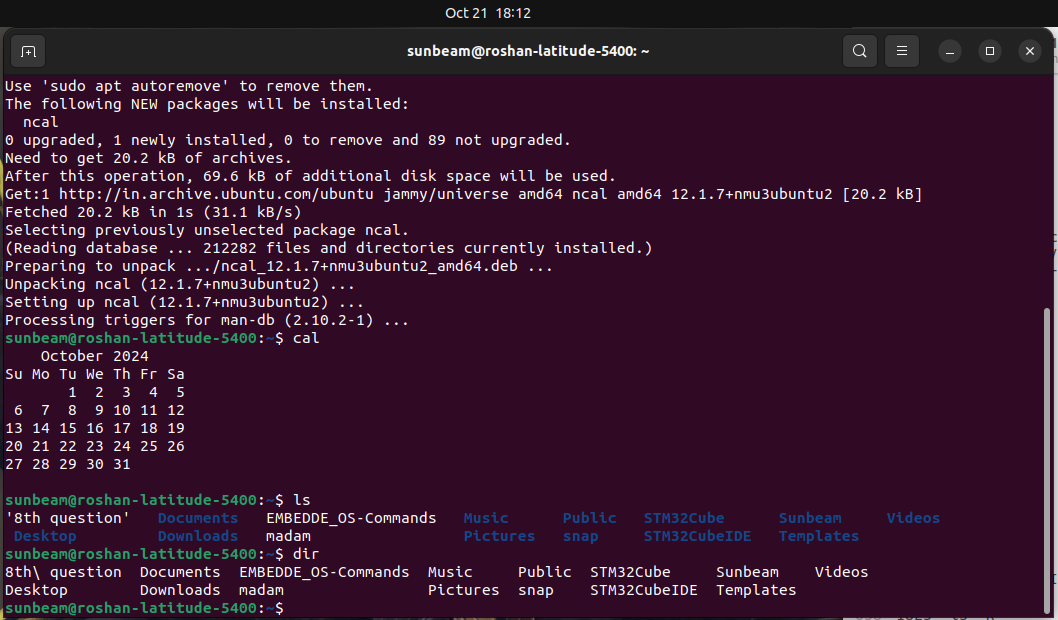 Oct 21 18:12
sunbeam@roshan-latitude-5400: ~
Use 'sudo apt autoremove' to remove them.
The following NEW packages will be installed:
  ncal
0 upgraded, 1 newly installed, 0 to remove and 89 not upgraded.
Need to get 20.2 kB of archives.
After this operation, 69.6 kB of additional disk space will be used.
Get:1 http://in.archive.ubuntu.com/ubuntu jammy/universe amd64 ncal amd64 12.1.7+nmu3ubuntu2 [20.2 kB]
Fetched 20.2 kB in 1s (31.1 kB/s)
Selecting previously unselected package ncal.
(Reading database ... 212282 files and directories currently installed.)
Preparing to unpack .../ncal_12.1.7+nmu3ubuntu2_amd64.deb ...
Unpacking ncal (12.1.7+nmu3ubuntu2) ...
Setting up ncal (12.1.7+nmu3ubuntu2) ...
Processing triggers for man-db (2.10.2-1) ...
sunbeam@roshan-latitude-5400:~$ cal
    October 2024
Su Mo Tu We Th Fr Sa
       1  2  3  4  5
 6  7  8  9 10 11 12
13 14 15 16 17 18 19
20 21 22 23 24 25 26
27 28 29 30 31
sunbeam@roshan-latitude-5400:~$ ls
'8th question'   Documents   EMBEDDE_OS-Commands   Music      Public   STM32Cube      Sunbeam     Videos
 Desktop         Downloads   madam                 Pictures   snap     STM32CubeIDE   Templates
sunbeam@roshan-latitude-5400:~$ dir
8th\ question  Documents  EMBEDDE_OS-Commands  Music     Public  STM32Cube     Sunbeam    Videos
Desktop        Downloads  madam                Pictures  snap    STM32CubeIDE  Templates
sunbeam@roshan-latitude-5400:~$